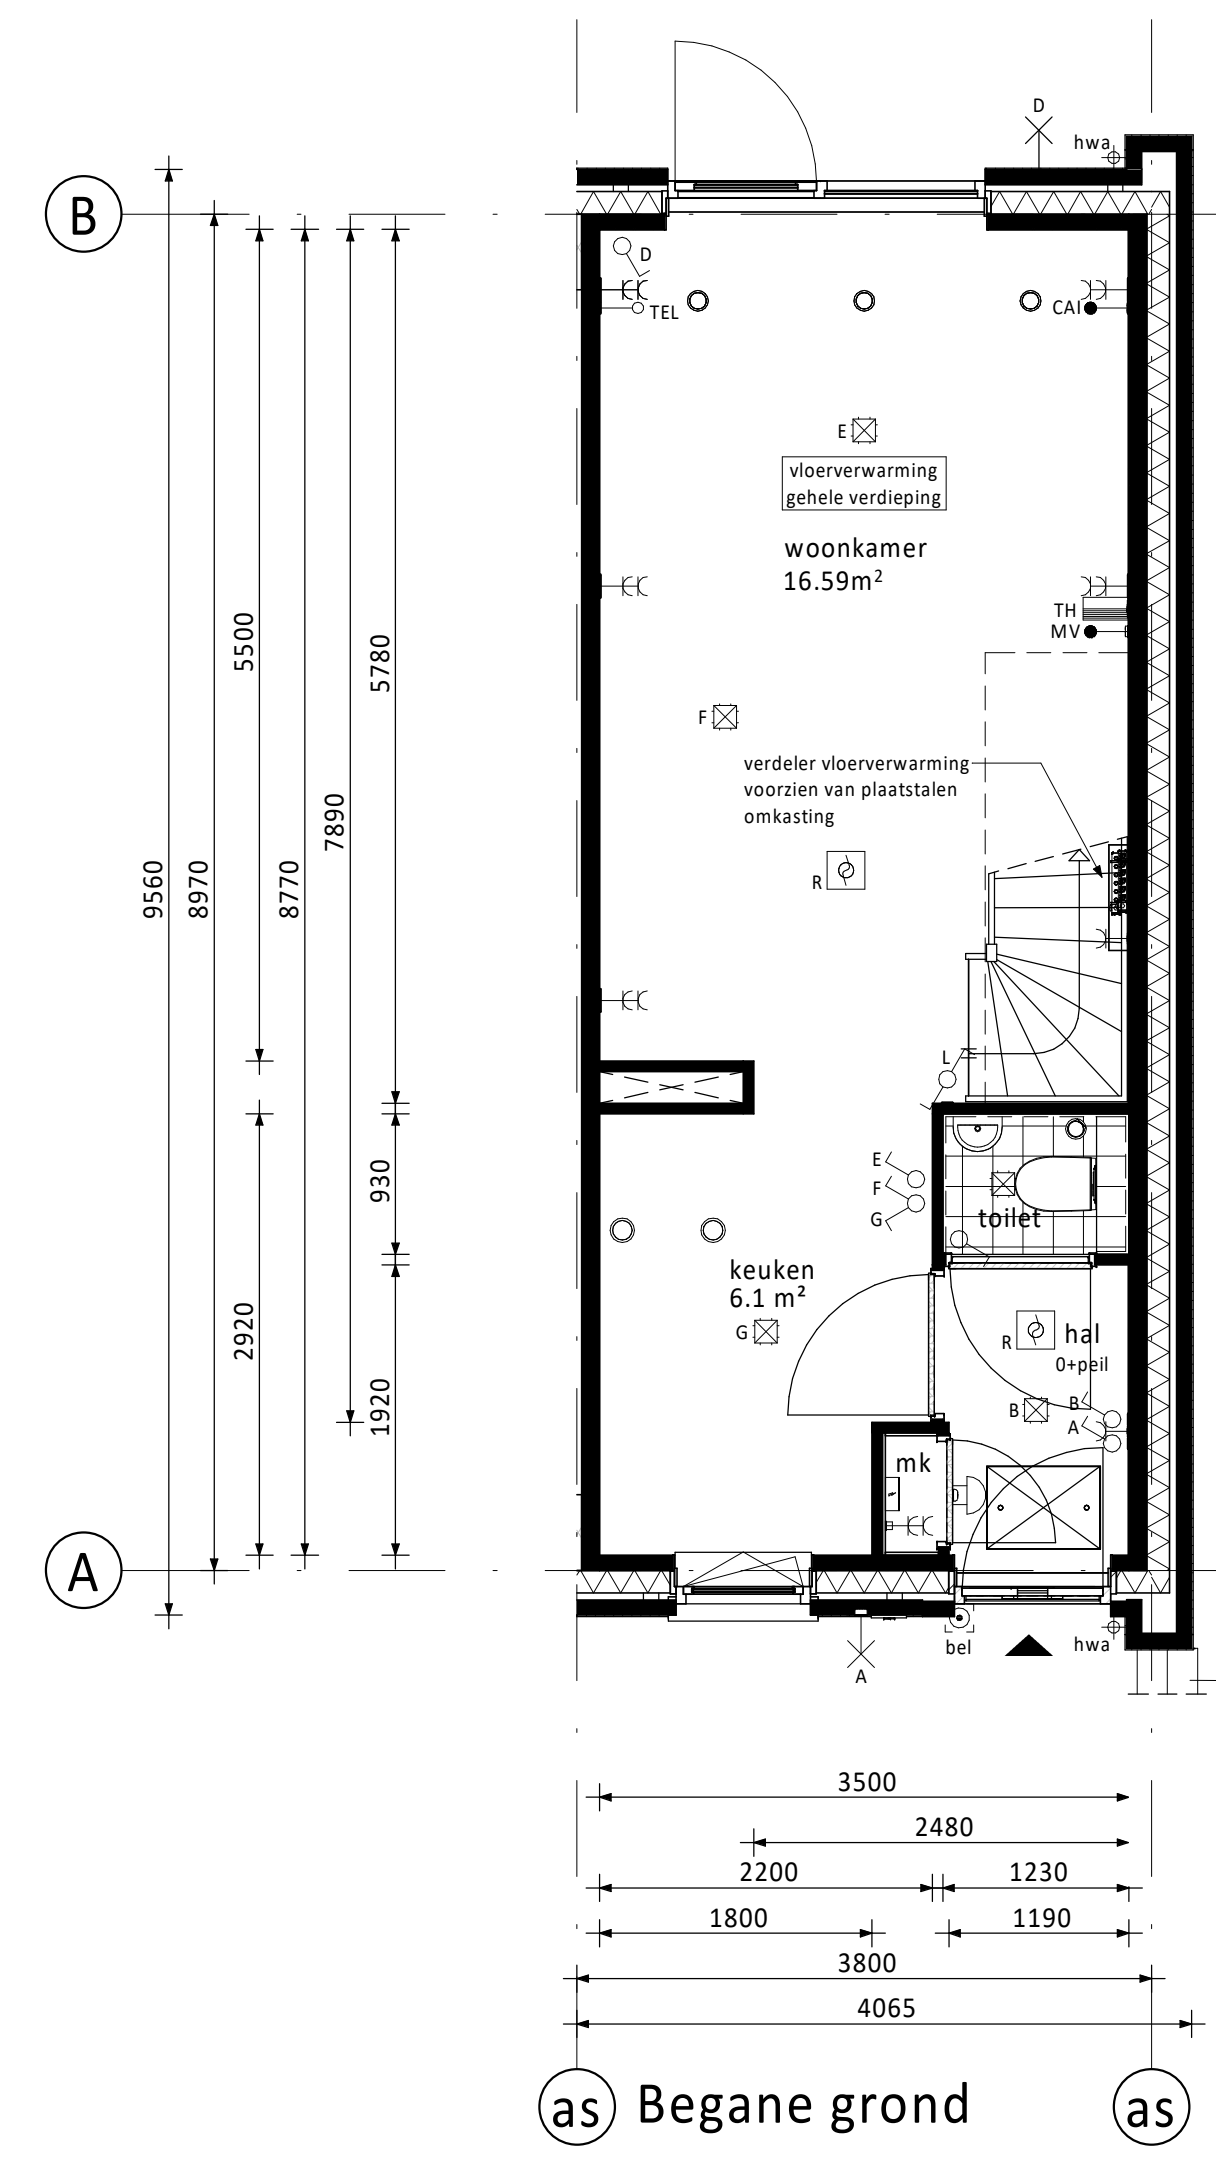 D
hwa
B
D
TEL
CAI
E
vloerverwarming
gehele verdieping
woonkamer
16.59m²
TH
MV
5500
5780
F
verdeler vloerverwarming
voorzien van plaatstalen
omkasting
7890
9560
8970
8770
R
L
E
F
G
930
toilet
keuken
6.1 m²
G
2920
1920
R
hal
0+peil
B
B
A
mk
A
bel
hwa
A
3500
2480
2200
1230
1800
1190
3800
4065
as
Begane grond
as